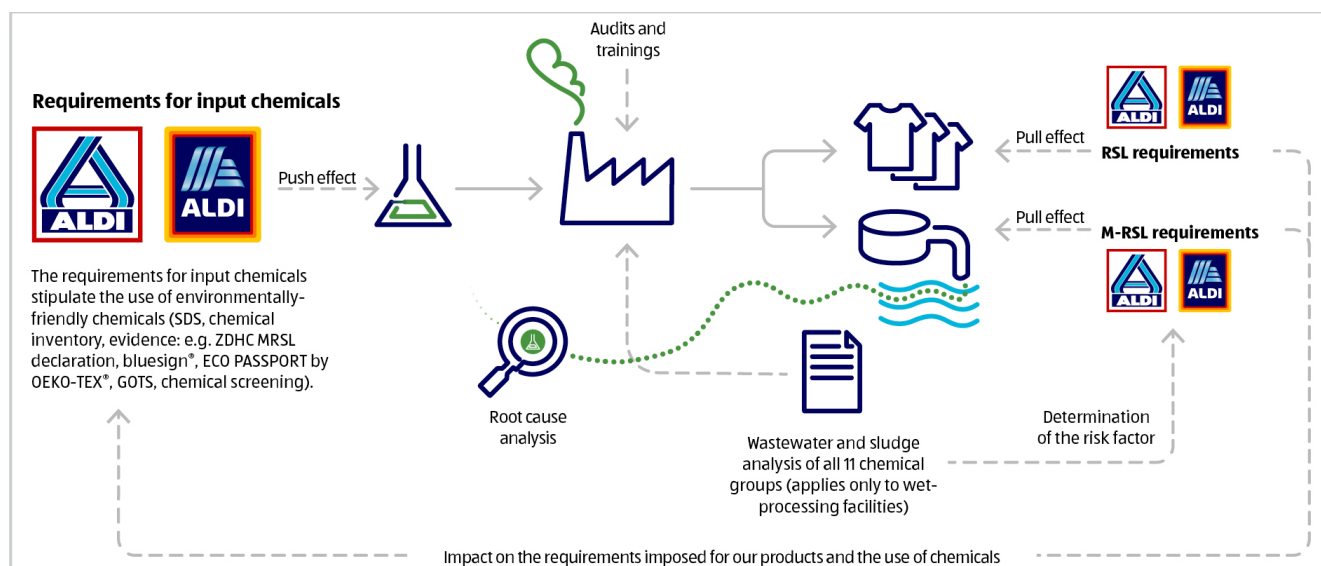 Audits and
trainings
Requirements for input chemicals
ALDI
ALDI
Push effect
The requirements for input chemicals
stipulate the use of environmentally-
friendly chemicals (SDS, chemical
inventory, evidence: e.g. ZDHC MRSL
declaration, bluesign®, ECO PASSPORT by
OEKO-TEX®, GOTS, chemical screening).
Root cause
analysis
Wastewater and sludge
analysis of all 11 chemical
groups (applies only to wet-
processing facilities)
ALDI
ALDI
Pull effect
RSL requirements
Pull effect
M-RSL requirements
ALDI
ALDI
Determination
of the risk factor
Impact on the requirements imposed for our products and the use of chemicals